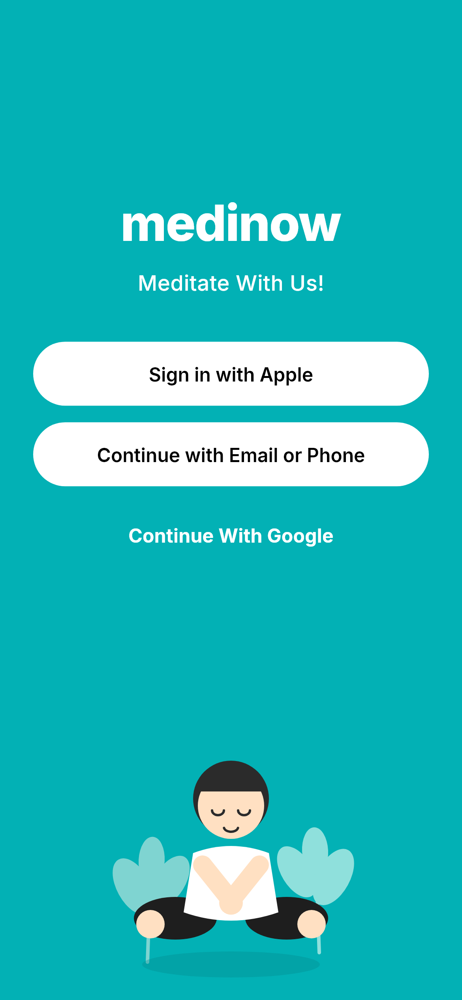 medinow
Meditate With Us!
Sign in with Apple
Continue with Email or Phone
Continue With Google